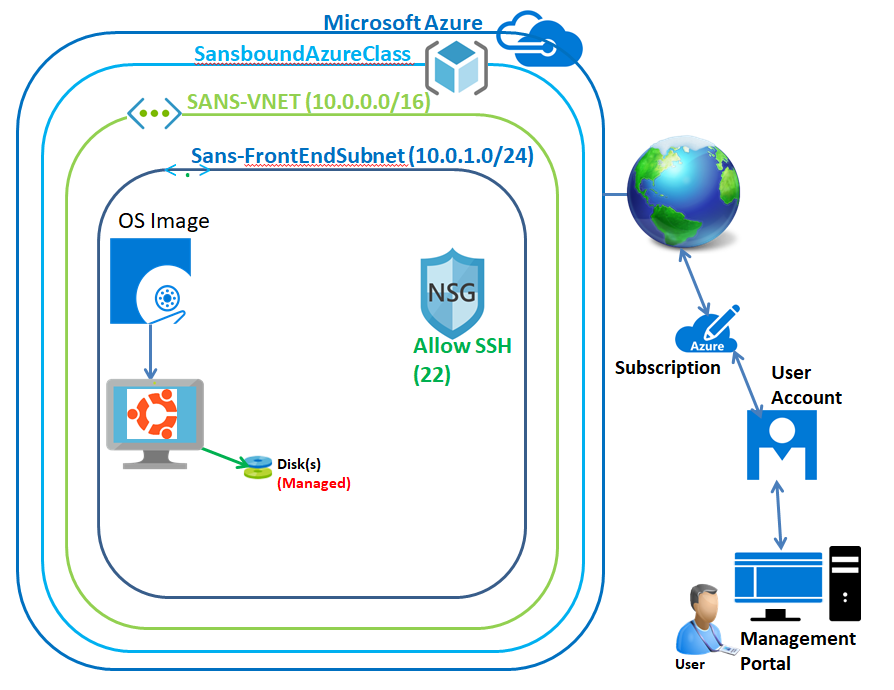 Microsoft Azure
SansboundAzureClass
SANS-VNET (10.0.0.0/16)
Sans-FrontEndSubnet (10.0.1.0/24)
OS Image
NSG
Allow SSH
(22)
Disk(s)
(Managed)
Azure
Subscription
User
Account
User
Management
Portal